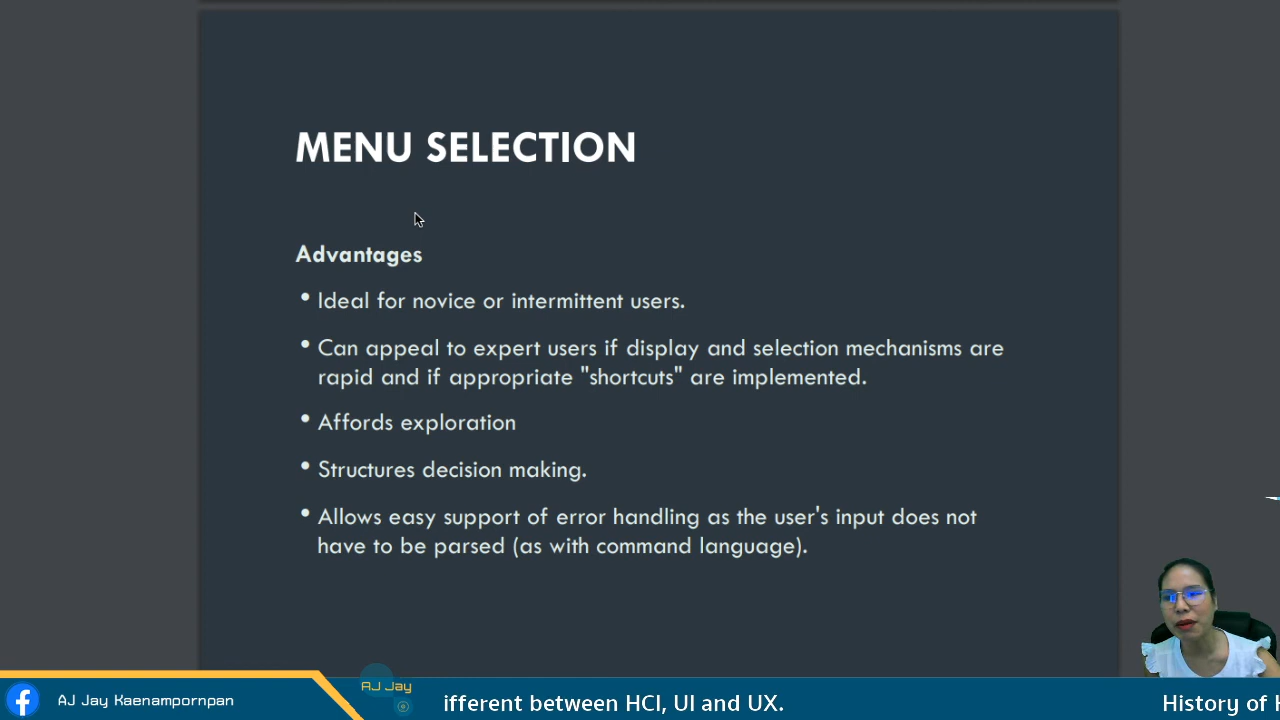 MENU SELECTION
Advantages
• Ideal for novice or intermittent users.
• Can appeal to expert users if display and selection mechanisms are
rapid and if appropriate "shortcuts" are implemented.
• Affords exploration
• Structures decision making.
• Allows easy support of error handling as the user's input does not
have to be parsed (as with command language).
AJ Jay Kaenampornpan
AJ Jay
ifferent between HCI, UI and UX.
History of